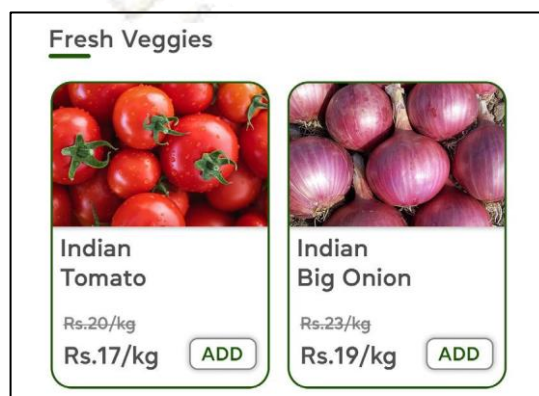 Fresh Veggies
Indian
Tomato
Rs.20/kg
Rs.17/kg
ADD
Indian
Big Onion
Rs.23/kg
Rs.19/kg
ADD